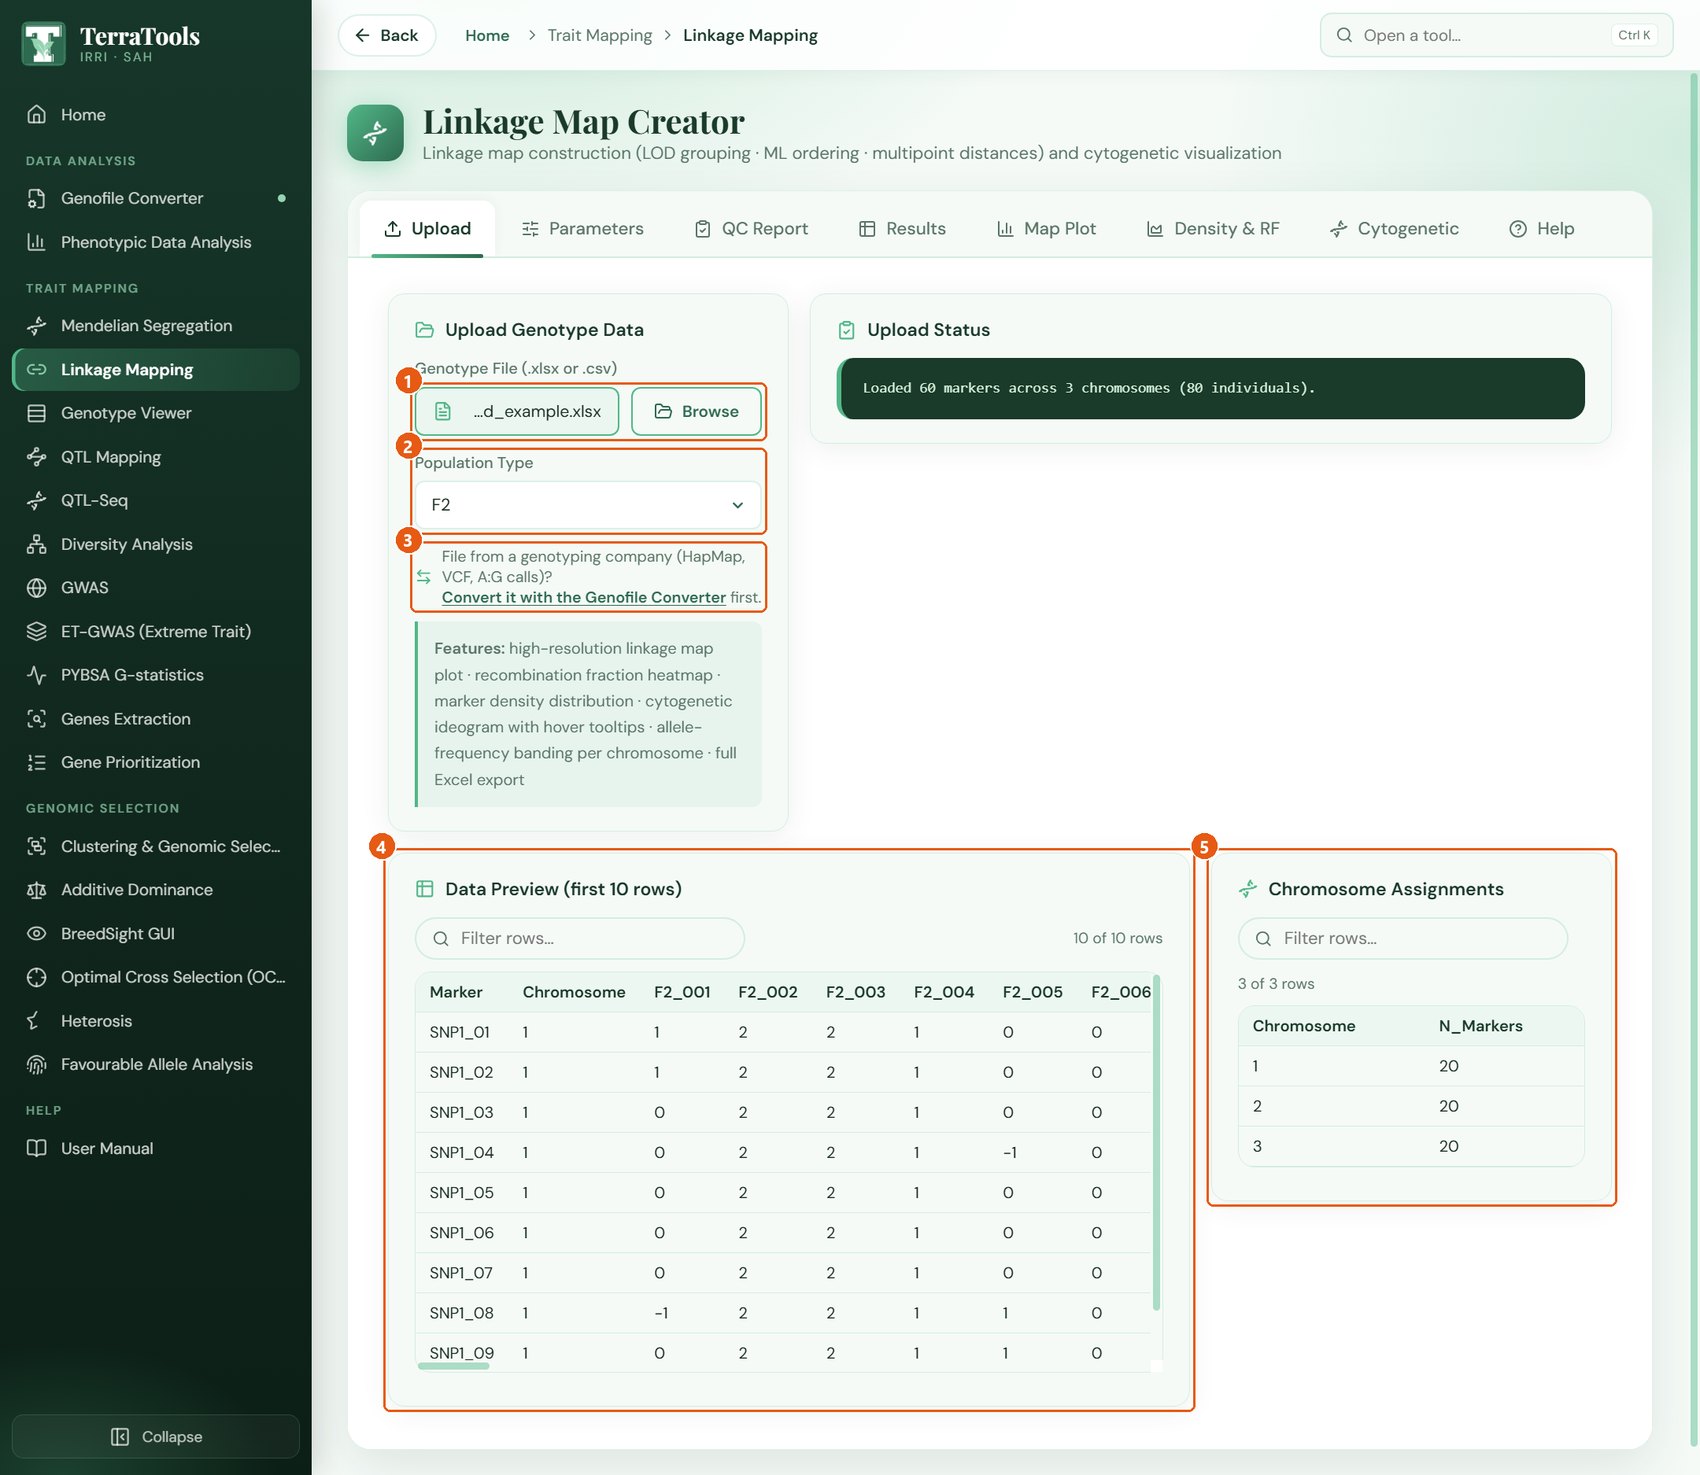 TerraTools
IRRI · SAH
Home
DATA ANALYSIS
Genofile Converter
Phenotypic Data Analysis
TRAIT MAPPING
Mendelian Segregation
Linkage Mapping
Genotype Viewer
QTL Mapping
QTL-Seq
Diversity Analysis
GWAS
ET-GWAS (Extreme Trait)
PYBSA G-statistics
Genes Extraction
Gene Prioritization
GENOMIC SELECTION
Clustering & Genomic Selec...
Additive Dominance
BreedSight GUI
Optimal Cross Selection (OC...
Heterosis
Favourable Allele Analysis
HELP
User Manual
Collapse
Back Home > Trait Mapping > Linkage Mapping
Open a tool... Ctrl K
Linkage Map Creator
Linkage map construction (LOD grouping · ML ordering · multipoint distances) and cytogenetic visualization
Upload Parameters QC Report Results Map Plot Density & RF Cytogenetic Help
Upload Genotype Data
Genotype File (.xlsx or .csv)
1
...d_example.xlsx Browse
2
Population Type
F2
3
File from a genotyping company (HapMap,
VCF, A:G calls)?
Convert it with the Genofile Converter first.
Features: high-resolution linkage map
plot · recombination fraction heatmap ·
marker density distribution · cytogenetic
ideogram with hover tooltips · allele-
frequency banding per chromosome · full
Excel export
Upload Status
Loaded 60 markers across 3 chromosomes (80 individuals).
4
Data Preview (first 10 rows)
Filter rows... 10 of 10 rows
Marker Chromosome F2_001 F2_002 F2_003 F2_004 F2_005 F2_006
SNP1_01 1 1 2 2 1 0 0
SNP1_02 1 1 2 2 1 0 0
SNP1_03 1 0 2 2 1 0 0
SNP1_04 1 0 2 2 1 -1 0
SNP1_05 1 0 2 2 1 0 0
SNP1_06 1 0 2 2 1 0 0
SNP1_07 1 0 2 2 1 0 0
SNP1_08 1 -1 2 2 1 1 0
SNP1_09 1 0 2 2 1 1 0
5
Chromosome Assignments
Filter rows...
3 of 3 rows
Chromosome N_Markers
1 20
2 20
3 20